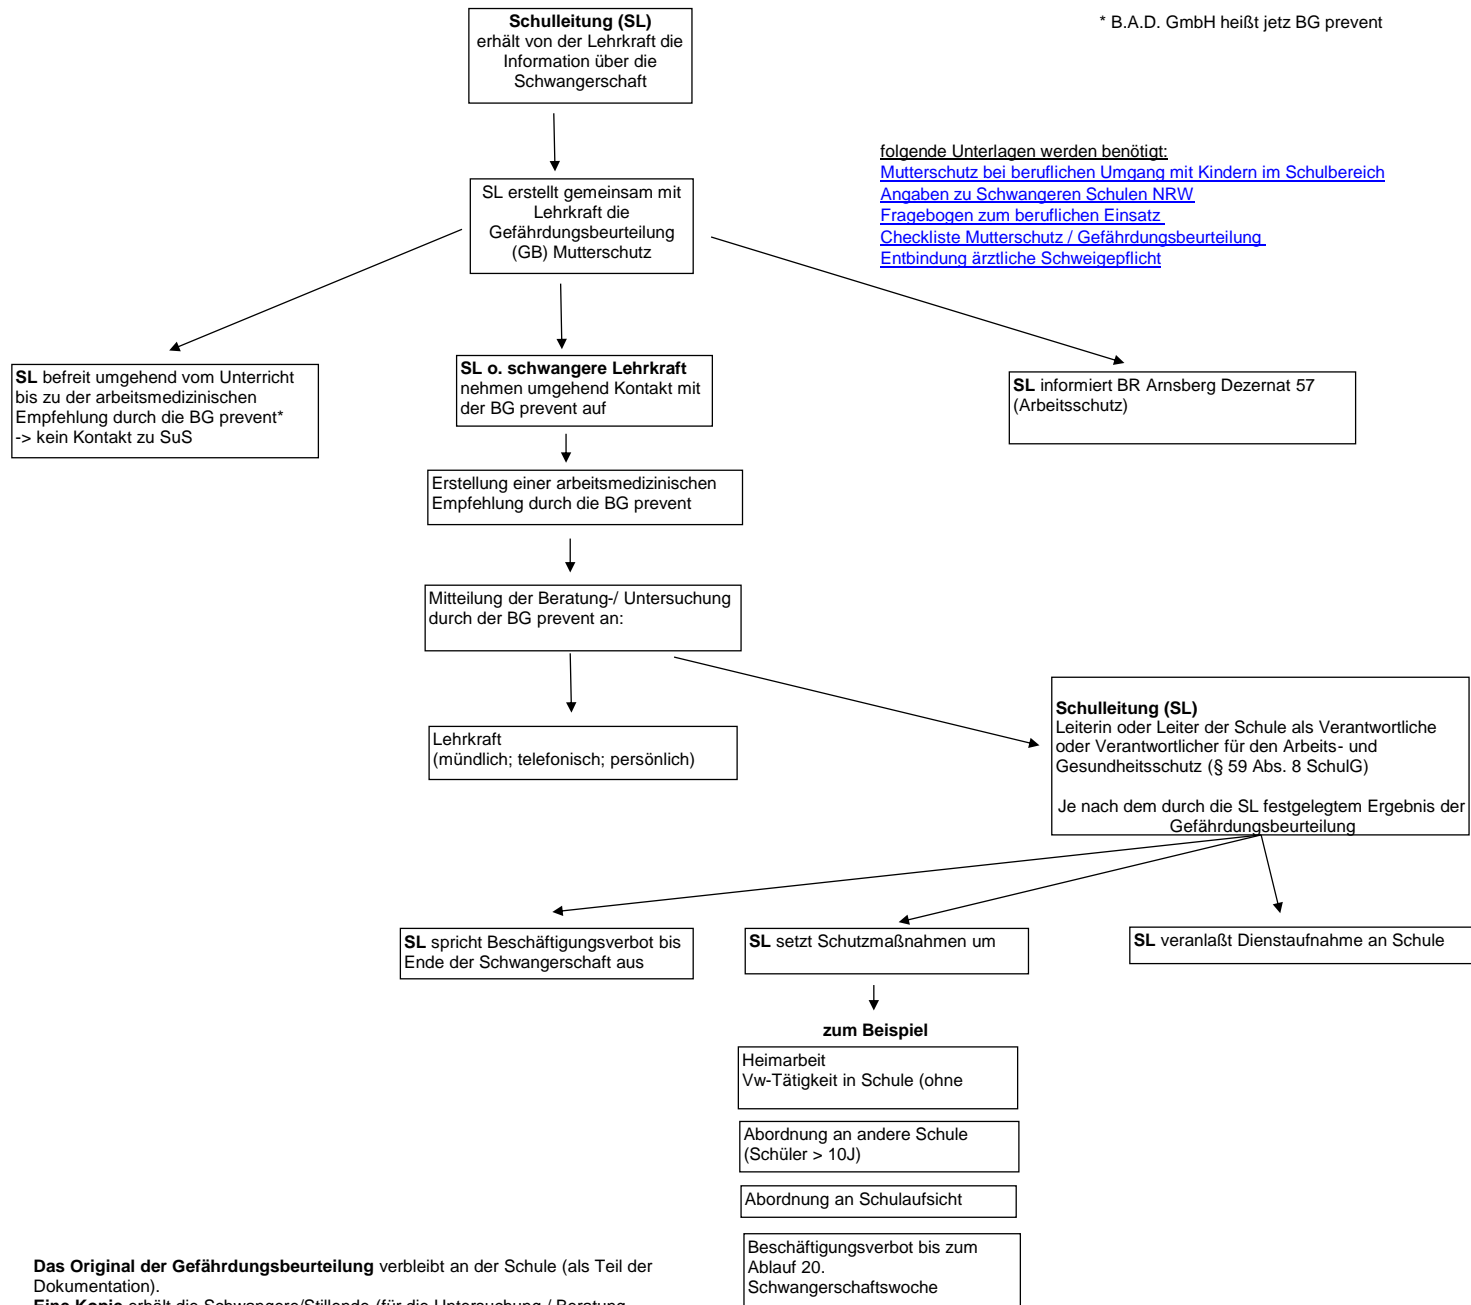 Schulleitung (SL)
erhält von der Lehrkraft die
Information über die
Schwangerschaft
* B.A.D. GmbH heißt jetz BG prevent
folgende Unterlagen werden benötigt:
Mutterschutz bei beruflichen Umgang mit Kindern im Schulbereich
Angaben zu Schwangeren Schulen NRW
Fragebogen zum beruflichen Einsatz
Checkliste Mutterschutz / Gefährdungsbeurteilung
Entbindung ärztliche Schweigepflicht
SL erstellt gemeinsam mit
Lehrkraft die
Gefährdungsbeurteilung
(GB) Mutterschutz
SL befreit umgehend vom Unterricht
bis zu der arbeitsmedizinischen
Empfehlung durch die BG prevent*
-> kein Kontakt zu SuS
SL o. schwangere Lehrkraft
nehmen umgehend Kontakt mit
der BG prevent auf
SL informiert BR Arnsberg Dezernat 57
(Arbeitsschutz)
Erstellung einer arbeitsmedizinischen
Empfehlung durch die BG prevent
Mitteilung der Beratung-/ Untersuchung
durch der BG prevent an:
Lehrkraft
(mündlich; telefonisch; persönlich)
Schulleitung (SL)
Leiterin oder Leiter der Schule als Verantwortliche
oder Verantwortlicher für den Arbeits- und
Gesundheitsschutz (§ 59 Abs. 8 SchulG)
Je nach dem durch die SL festgelegtem Ergebnis der
Gefährdungsbeurteilung
SL spricht Beschäftigungsverbot bis
Ende der Schwangerschaft aus
SL setzt Schutzmaßnahmen um
SL veranlaßt Dienstaufnahme an Schule
zum Beispiel
Heimarbeit
Vw-Tätigkeit in Schule (ohne
Abordnung an andere Schule
(Schüler > 10J)
Abordnung an Schulaufsicht
Beschäftigungsverbot bis zum
Ablauf 20.
Schwangerschaftswoche
Das Original der Gefährdungsbeurteilung verbleibt an der Schule (als Teil der
Dokumentation).
Eine Kopie erhält die Schwangere/Stillende (für die Untersuchung / Beratung